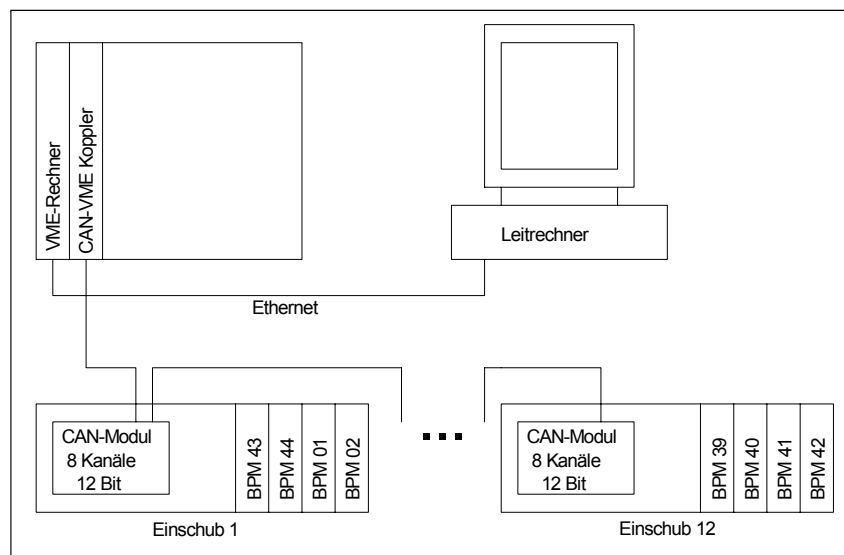 VME-Rechner
CAN-VME Koppler
Leitrechner
Ethernet
CAN-Modul
8 Kanäle
12 Bit
BPM 43
BPM 44
BPM 01
BPM 02
Einschub 1
CAN-Modul
8 Kanäle
12 Bit
BPM 39
BPM 40
BPM 41
BPM 42
Einschub 12